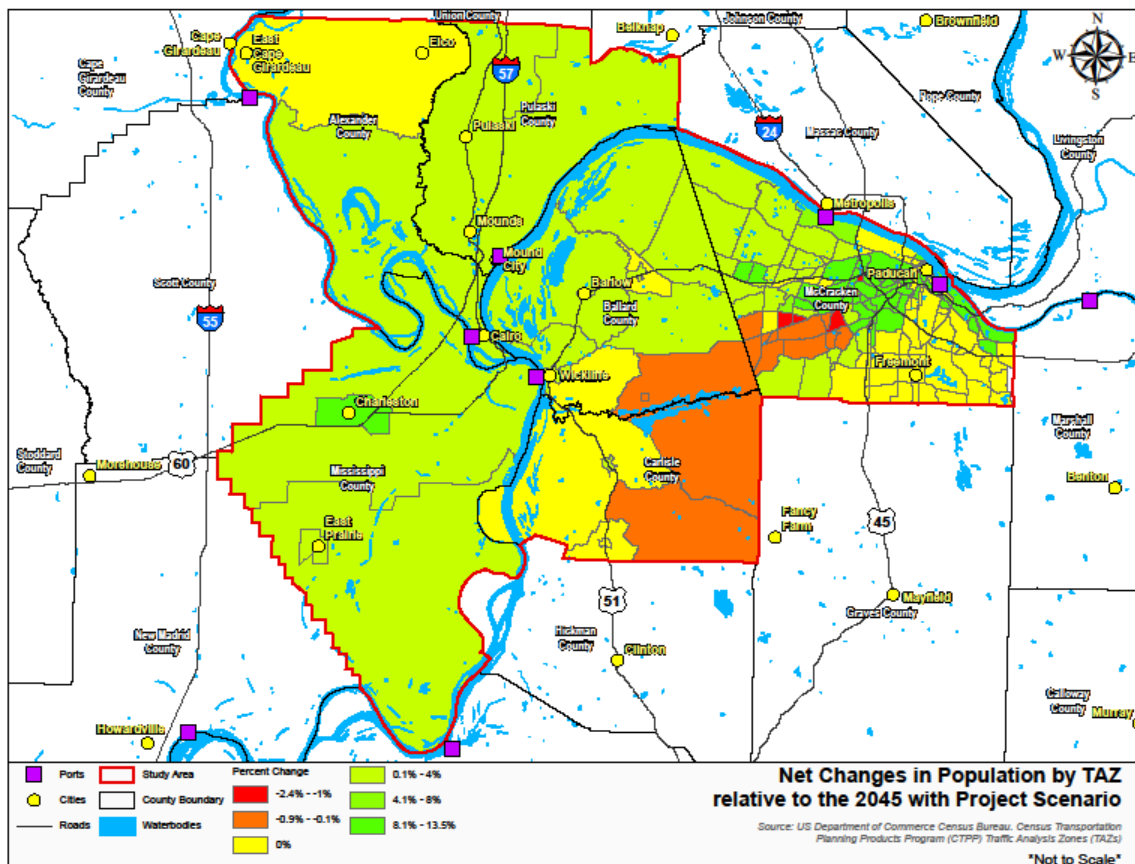 Union County
Johnson County
Brownfield
Belknap
Cape
Girardeau
East
Cape
Girardeau
Elco
N
W
E
S
57
Cape
Girardeau
County
Pulaski
County
Pope County
Alexander
County
24
Massac County
Livingston
County
Pulaski
Metropolis
Mounds
Mound
City
Paducah
Scott County
Barlow
McCracken
County
Ballard
County
55
Cairo
Freemont
Wickliffe
Charleston
Marshall
County
Stoddard
County
Morehouse
60
Mississippi
County
Carlisle
County
Benton
East
Prairie
Fancy
Farm
45
Mayfield
51
Graves County
New Madrid
County
Hickman
County
Clinton
Calloway
County
Murray
Howardville
Ports
Study Area
Percent Change
0.1% - 4%
Cities
County Boundary
-2.4% - -1%
4.1% - 8%
Roads
Waterbodies
-0.9% - -0.1%
8.1% - 13.5%
0%
Net Changes in Population by TAZ
relative to the 2045 with Project Scenario
Source: US Department of Commerce Census Bureau. Census Transportation
Planning Products Program (CTPP) Traffic Analysis Zones (TAZs)
*Not to Scale*